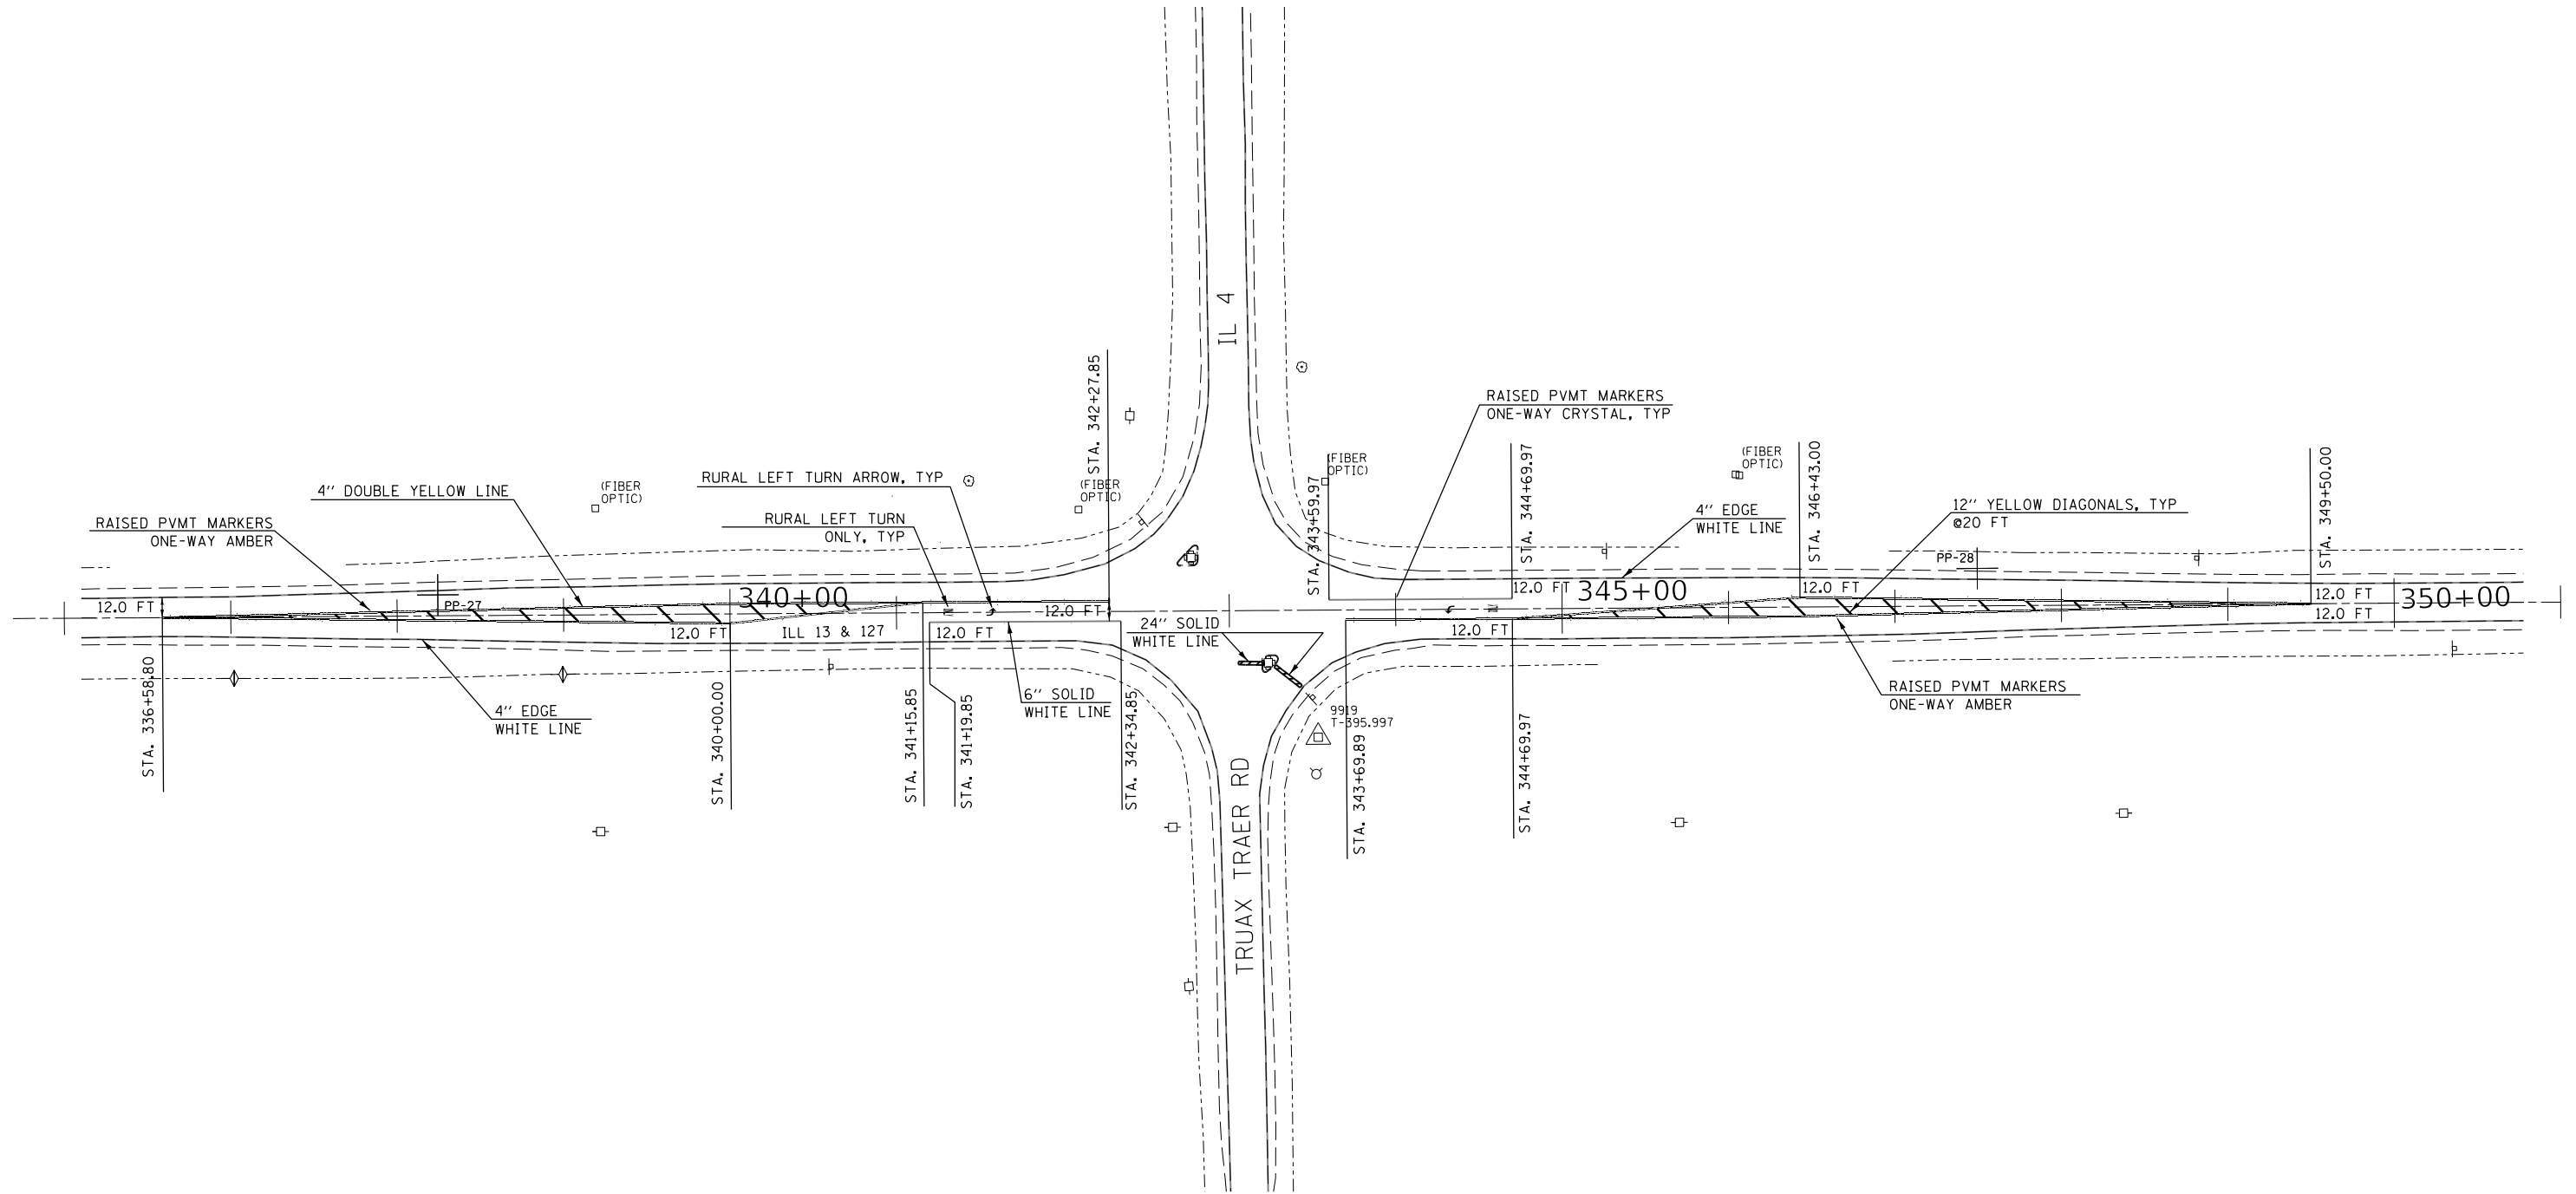 IL 4
STA. 342+27.85
RAISED PVMT MARKERS
ONE-WAY CRYSTAL, TYP
RURAL LEFT TURN ARROW, TYP
4" DOUBLE YELLOW LINE
(FIBER
OPTIC)
(FIBER
OPTIC)
(FIBER
OPTIC)
(FIBER
OPTIC)
STA. 343+59.97
STA. 344+69.97
STA. 346+43.00
STA. 349+50.00
RAISED PVMT MARKERS
ONE-WAY AMBER
RURAL LEFT TURN
ONLY, TYP
4" EDGE
WHITE LINE
12" YELLOW DIAGONALS, TYP
@20 FT
PP-28
12.0 FT
PP-27
340+00
12.0 FT
12.0 FT
345+00
12.0 FT
12.0 FT
350+00
12.0 FT
12.0 FT
ILL 13 & 127
12.0 FT
24" SOLID
WHITE LINE
12.0 FT
STA. 336+58.80
4" EDGE
WHITE LINE
STA. 340+00.00
STA. 341+15.85
STA. 341+19.85
6" SOLID
WHITE LINE
STA. 342+34.85
9919
T-395.997
STA. 343+69.89
STA. 344+69.97
RAISED PVMT MARKERS
ONE-WAY AMBER
TRUAX TRAER RD